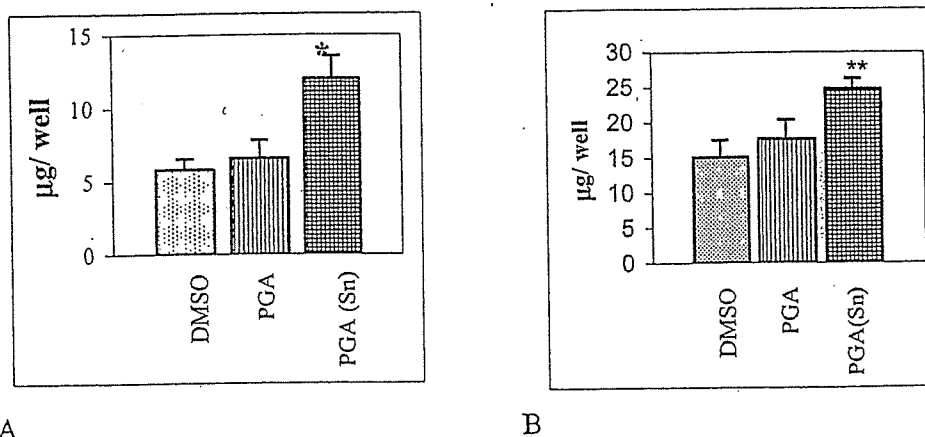 15
10
5
0
µg/ well
*
DMSO
PGA
PGA (Sn)
A
30
25
20
15
10
5
0
µg/ well
**
DMSO
PGA
PGA(Sn)
B